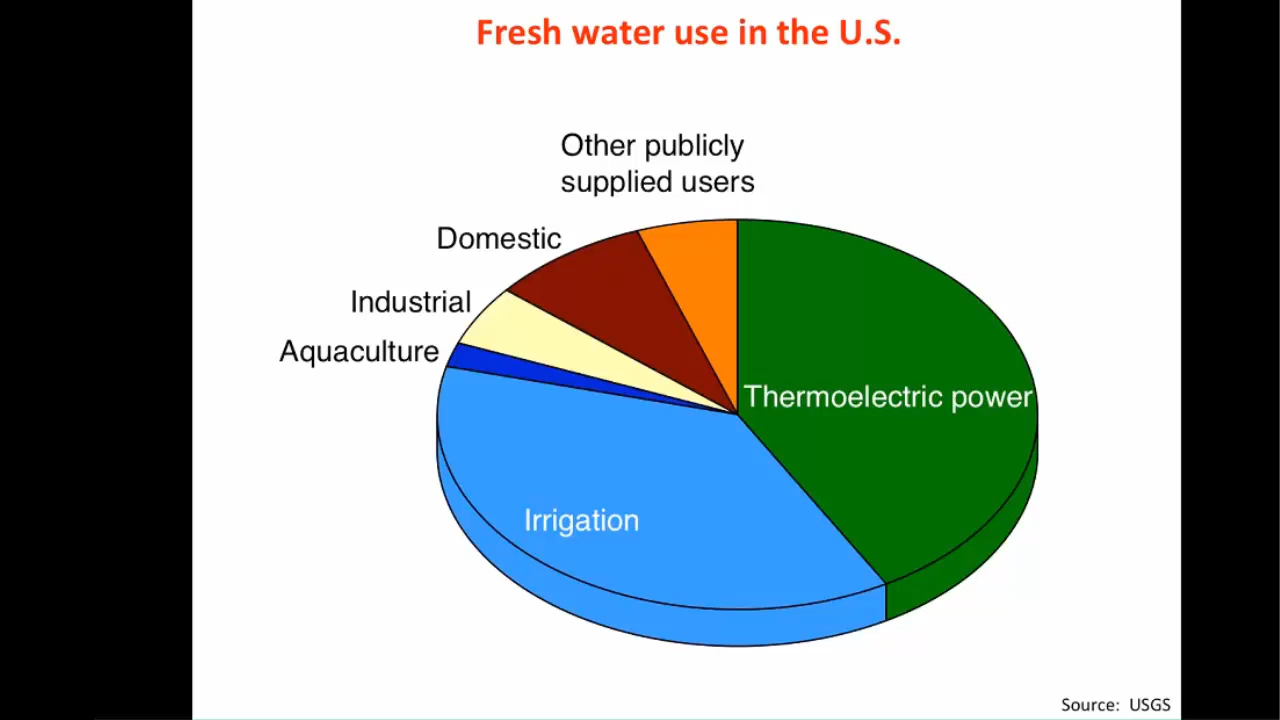 Fresh water use in the U.S.
Other publicly
supplied users
Domestic
Industrial
Aquaculture
Thermoelectric power
Irrigation
Source: USGS